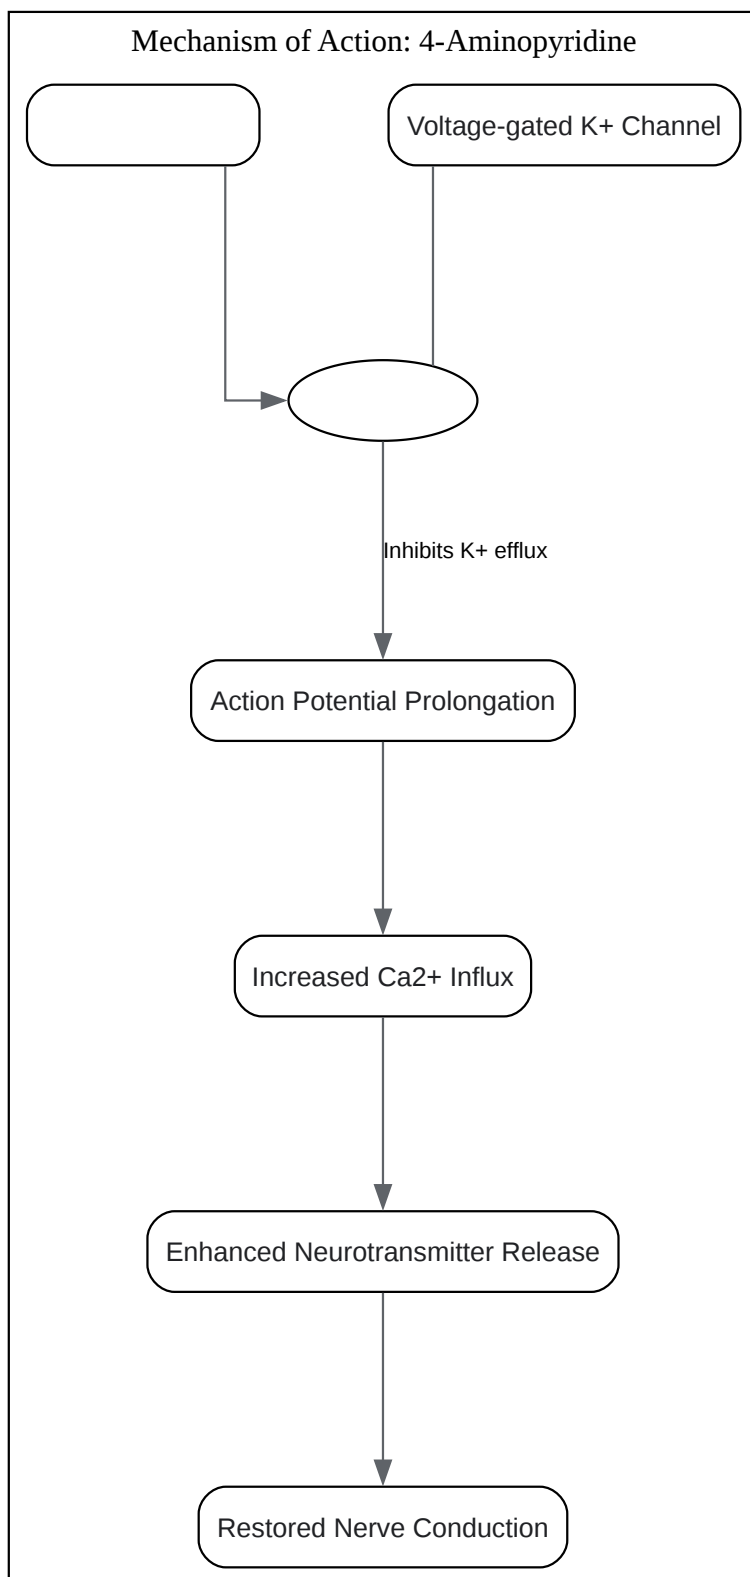 Mechanism of Action: 4-Aminopyridine
Voltage-gated K+ Channel
Inhibits K+ efflux
Action Potential Prolongation
Increased Ca2+ Influx
Enhanced Neurotransmitter Release
Restored Nerve Conduction